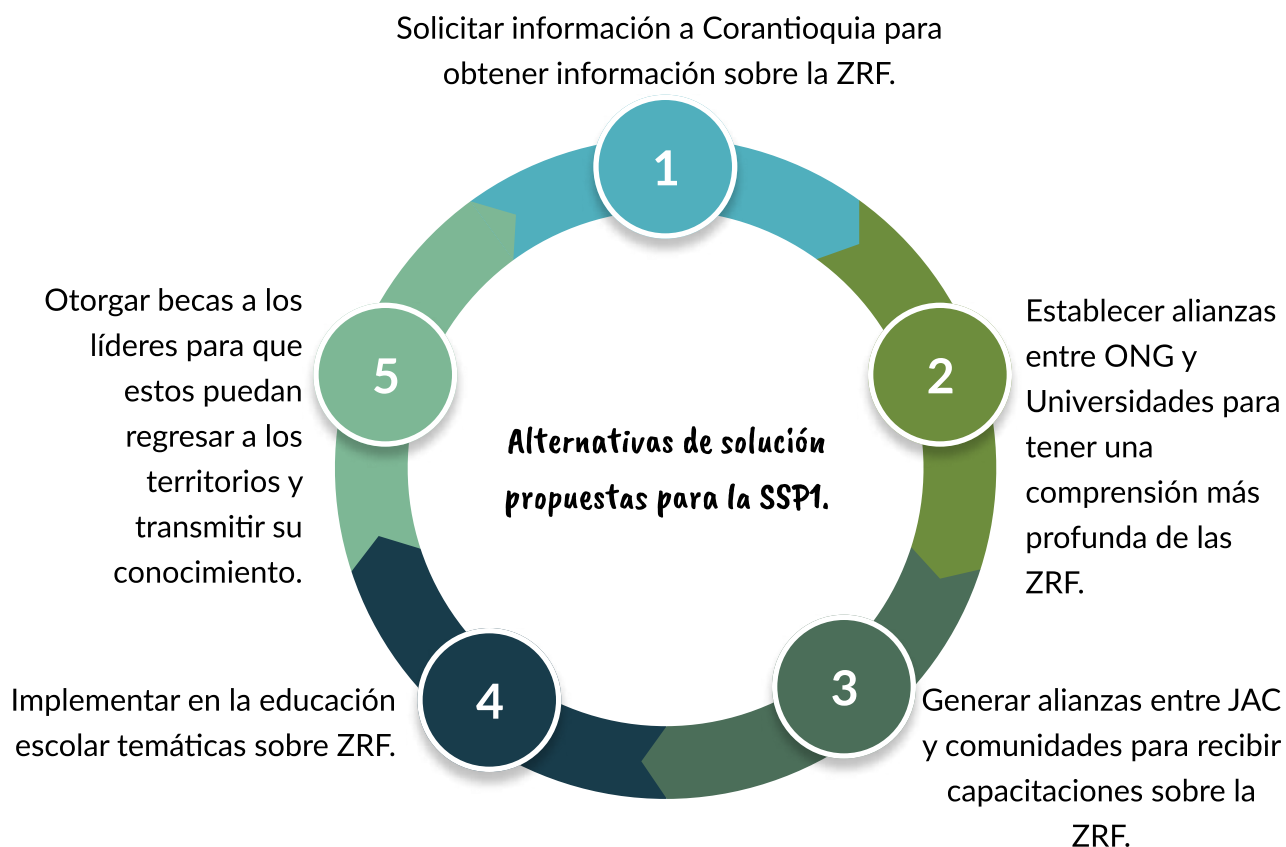 Solicitar información a Corantioquia para
obtener información sobre la ZRF.
1
2
Establecer alianzas
entre ONG y
Universidades para
tener una
comprensión más
profunda de las
ZRF.
3
Generar alianzas entre JAC
y comunidades para recibir
capacitaciones sobre la
ZRF.
4
Implementar en la educación
escolar temáticas sobre ZRF.
5
Otorgar becas a los
líderes para que
estos puedan
regresar a los
territorios y
transmitir su
conocimiento.
Alternativas de solución
propuestas para la SSP1.